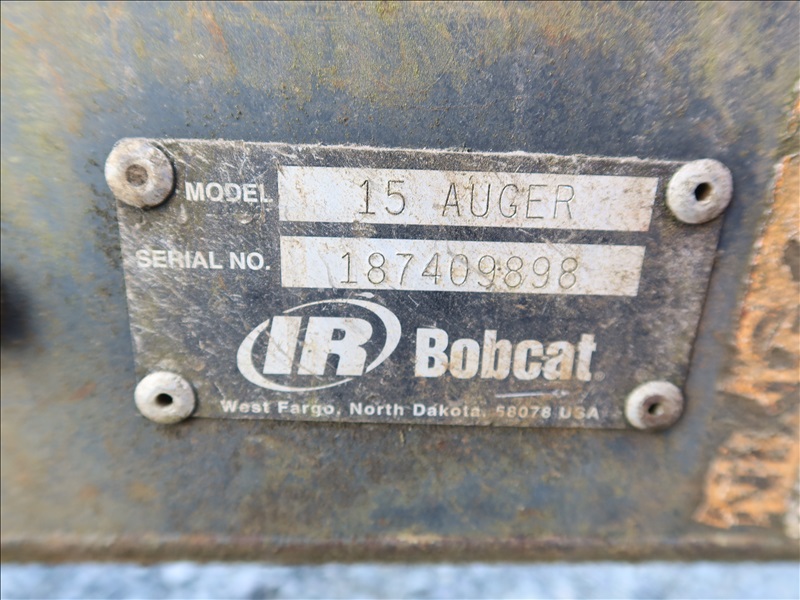 MODEL 15 AUGER
SERIAL NO. 187409898
IR Bobcat
West Fargo, North Dakota, 58078 USA